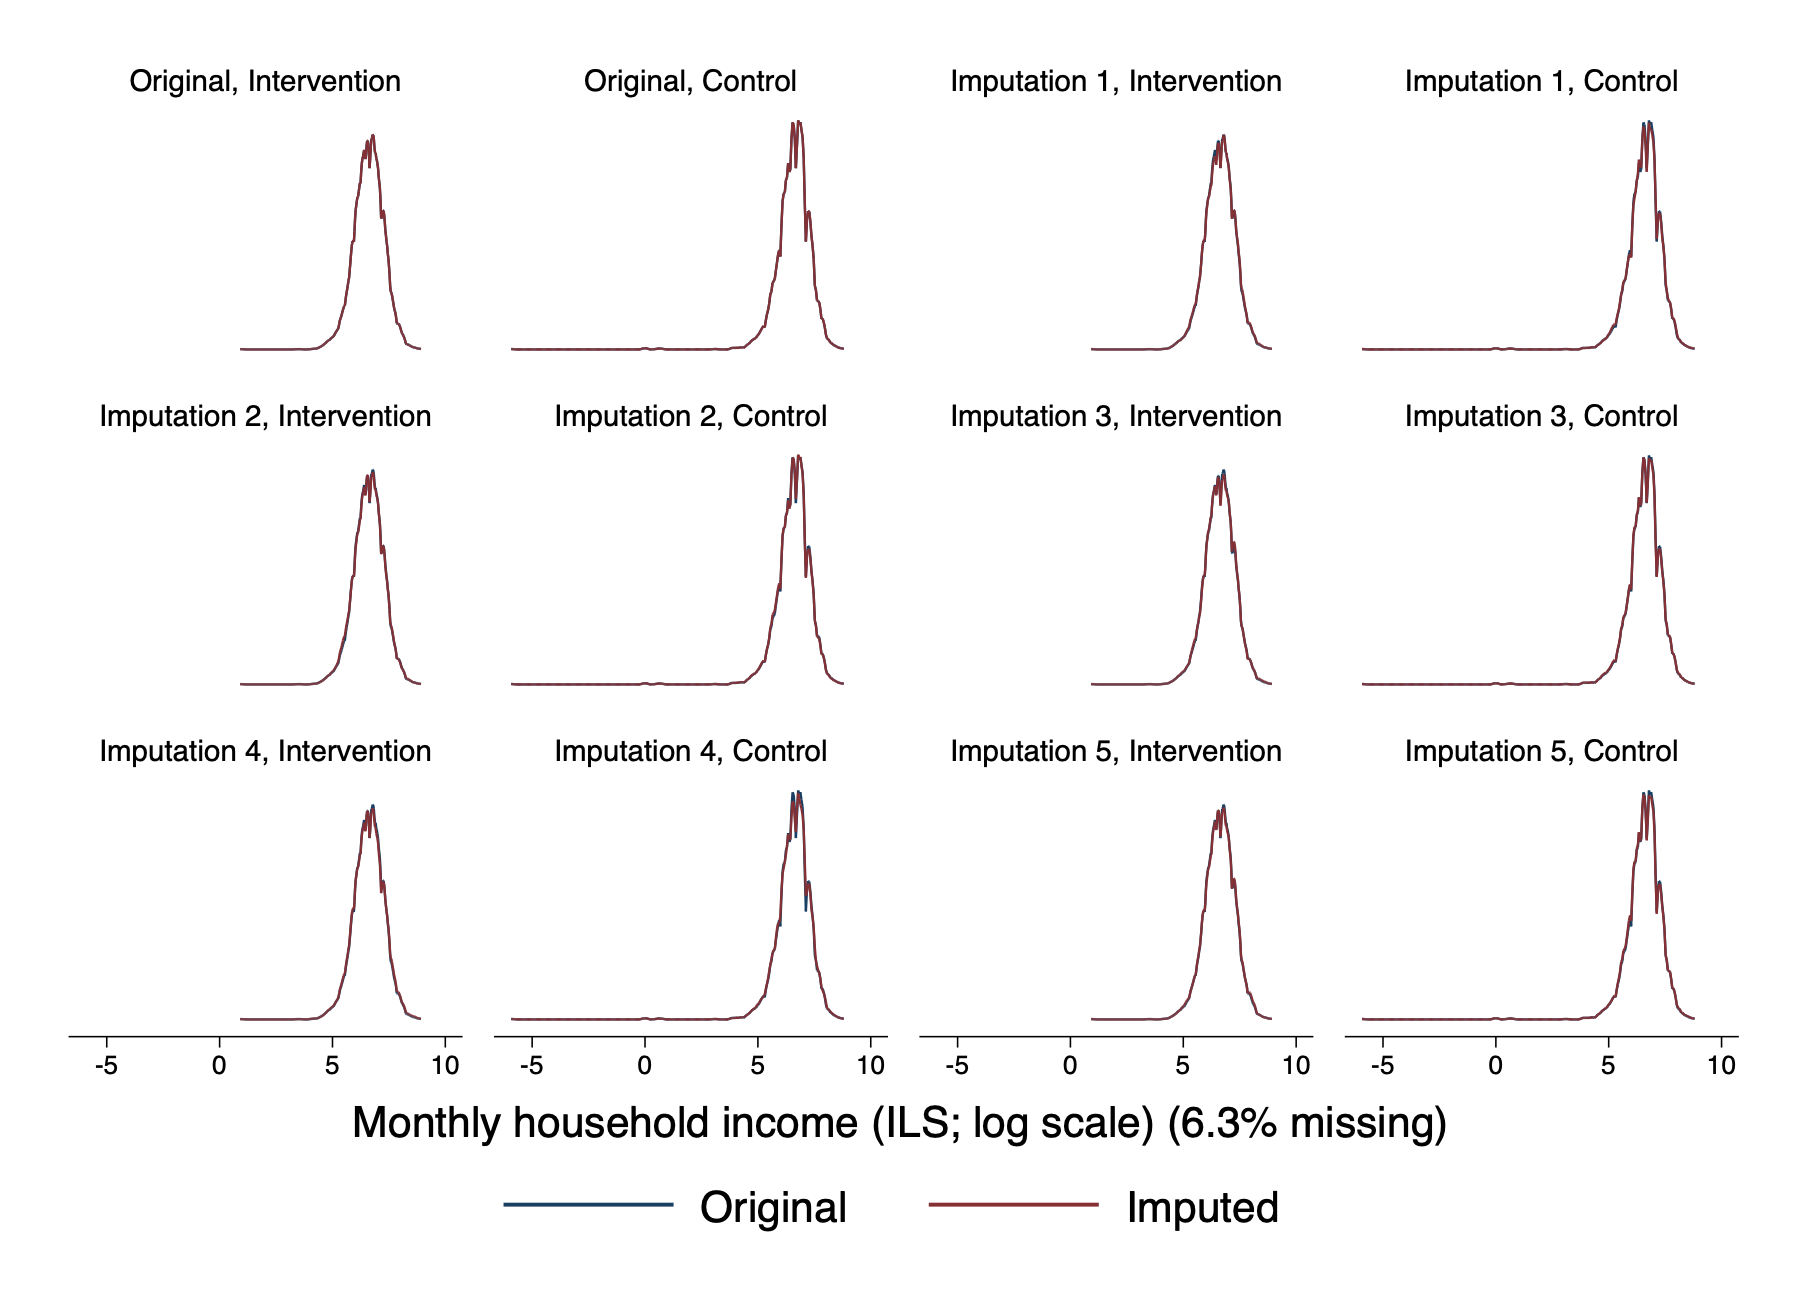 Original, Intervention
Original, Control
Imputation 1, Intervention
Imputation 1, Control
Imputation 2, Intervention
Imputation 2, Control
Imputation 3, Intervention
Imputation 3, Control
Imputation 4, Intervention
Imputation 4, Control
Imputation 5, Intervention
Imputation 5, Control
-5 0 5 10
-5 0 5 10
-5 0 5 10
-5 0 5 10
Monthly household income (ILS; log scale) (6.3% missing)
Original
Imputed